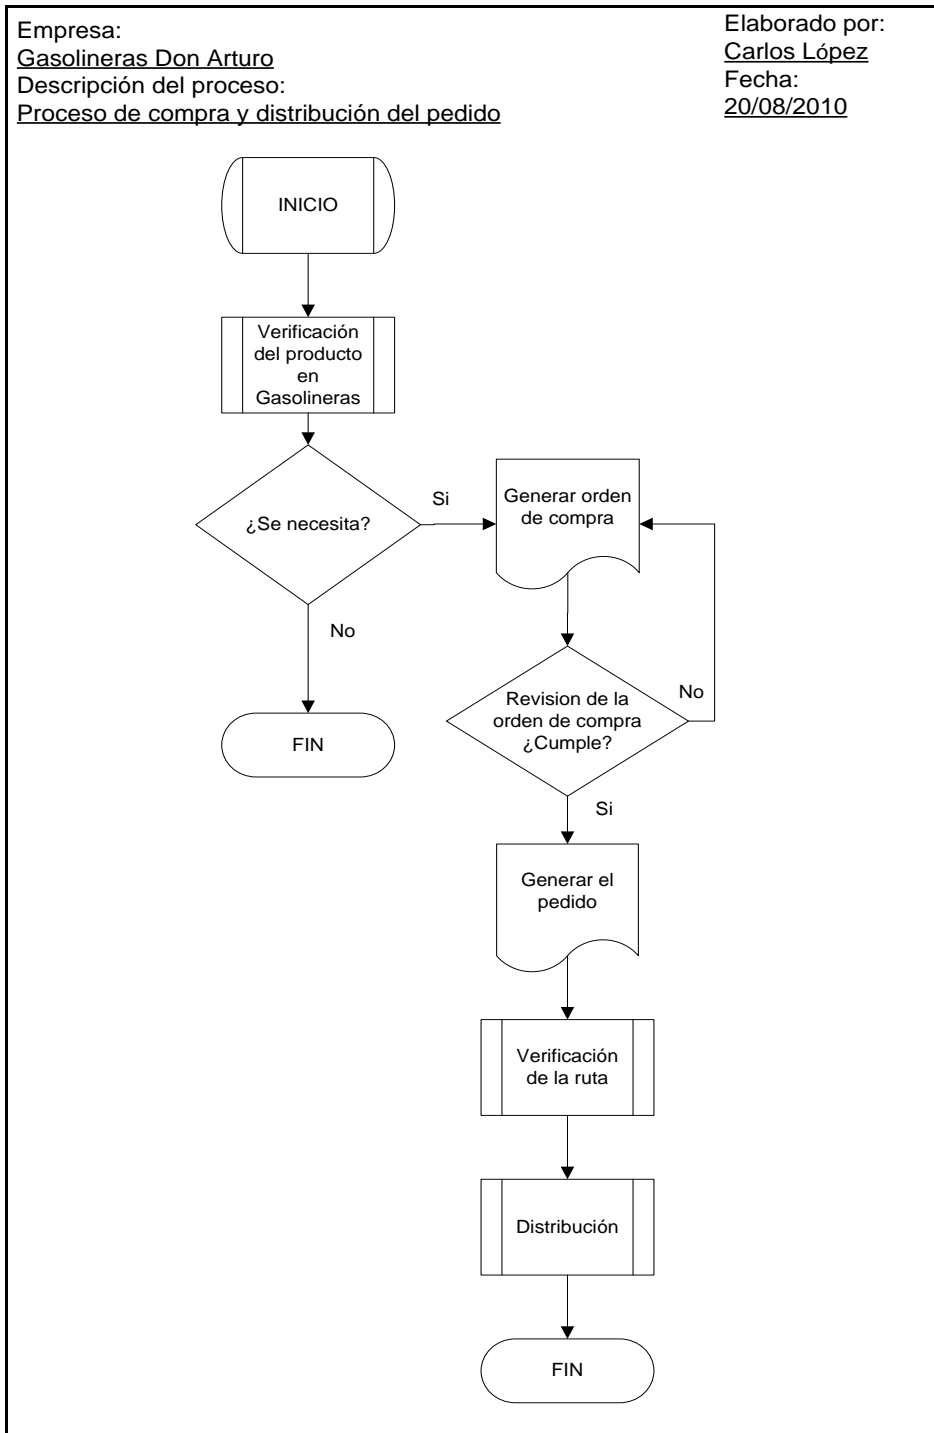 Empresa:
Gasolineras Don Arturo
Descripción del proceso:
Proceso de compra y distribución del pedido
Elaborado por:
Carlos López
Fecha:
20/08/2010
INICIO
Verificación
del producto
en
Gasolineras
¿Se necesita?
Si
No
FIN
Generar orden
de compra
Revision de la
orden de compra
¿Cumple?
No
Si
Generar el
pedido
Verificación
de la ruta
Distribución
FIN